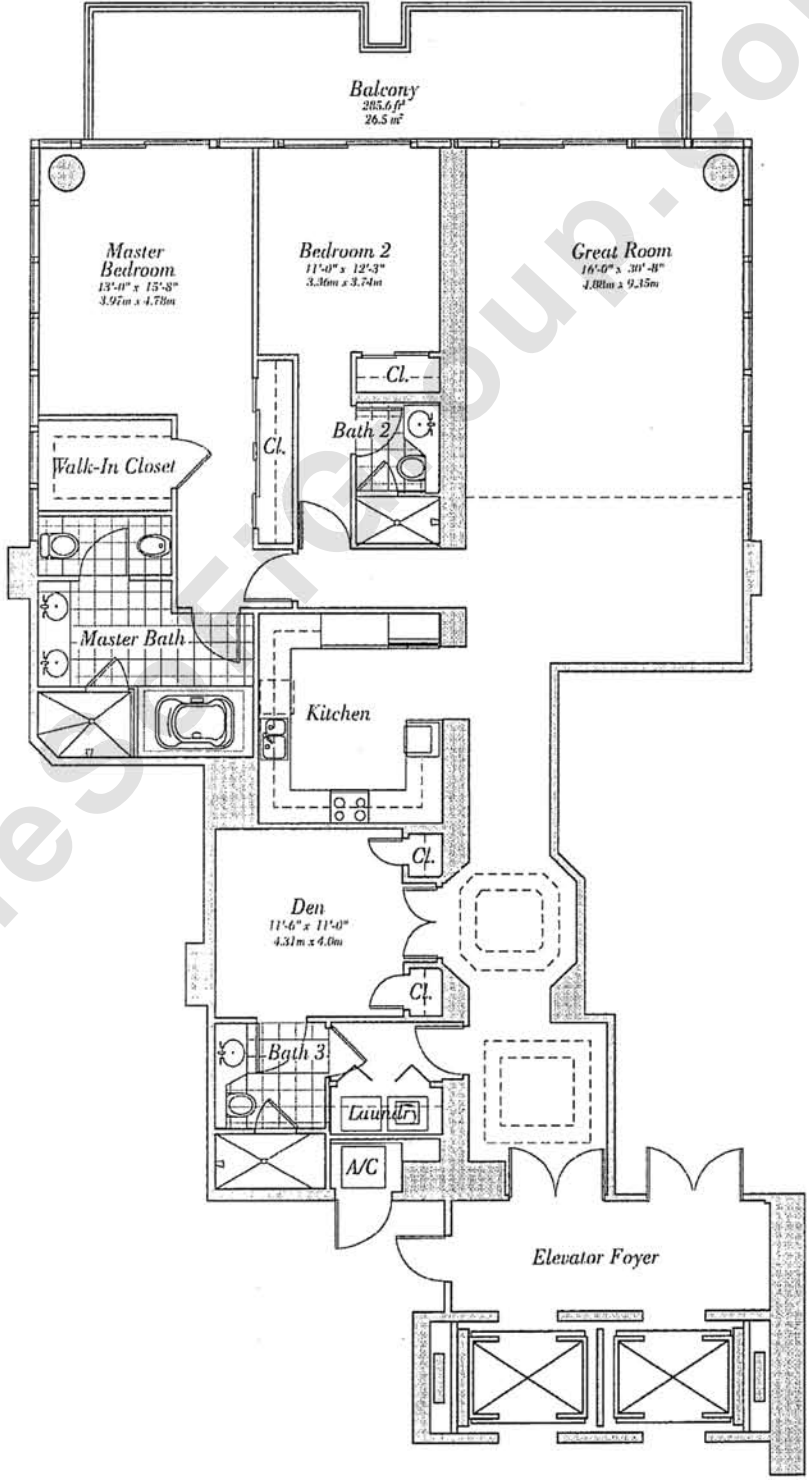 Balcony
285.6 ft²
26.5 m²
Master
Bedroom
13'-0" x 15'-8"
3.97m x 4.78m
Bedroom 2
11'-0" x 12'-3"
3.36m x 3.74m
Great Room
16'-0" x 30'-8"
4.88m x 9.35m
Cl.
Bath 2
Cl.
Walk-In Closet
Master Bath
Kitchen
Cl.
Den
11'-6" x 11'-0"
4.31m x 4.0m
Cl.
Bath 3
Laundry
A/C
Elevator Foyer